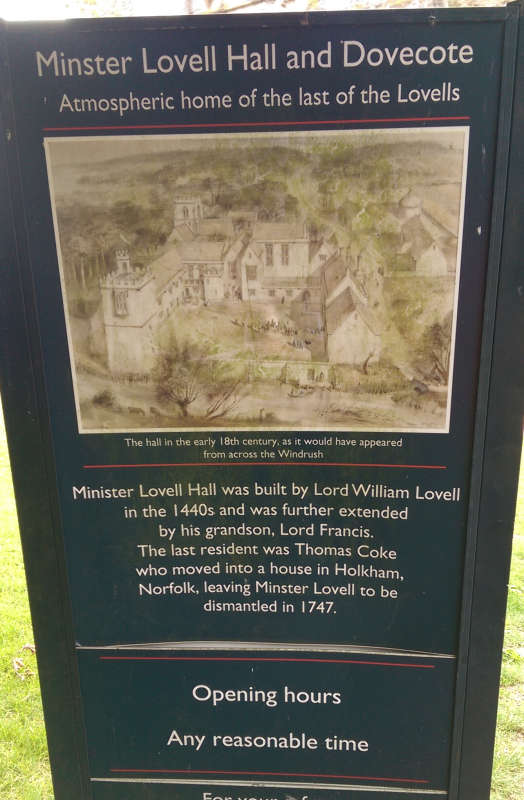 Minster Lovell Hall and Dovecote
Atmospheric home of the last of the Lovells
The hall in the early 18th century, as it would have appeared
from across the Windrush
Minister Lovell Hall was built by Lord William Lovell
in the 1440s and was further extended
by his grandson, Lord Francis.
The last resident was Thomas Coke
who moved into a house in Holkham,
Norfolk, leaving Minster Lovell to be
dismantled in 1747.
Opening hours
Any reasonable time
For your